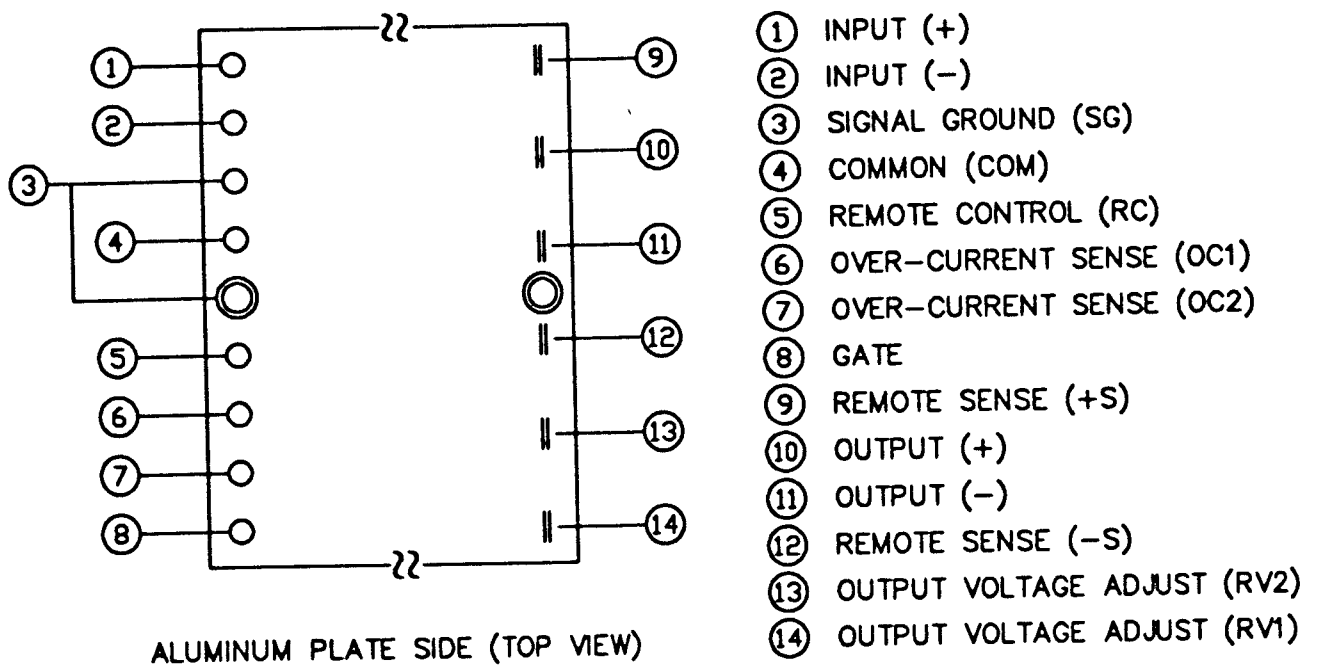 1
2
3
4
5
6
7
8
9
10
11
12
13
14
ALUMINUM PLATE SIDE (TOP VIEW)
1 INPUT (+)
2 INPUT (-)
3 SIGNAL GROUND (SG)
4 COMMON (COM)
5 REMOTE CONTROL (RC)
6 OVER-CURRENT SENSE (OC1)
7 OVER-CURRENT SENSE (OC2)
8 GATE
9 REMOTE SENSE (+S)
10 OUTPUT (+)
11 OUTPUT (-)
12 REMOTE SENSE (-S)
13 OUTPUT VOLTAGE ADJUST (RV2)
14 OUTPUT VOLTAGE ADJUST (RV1)